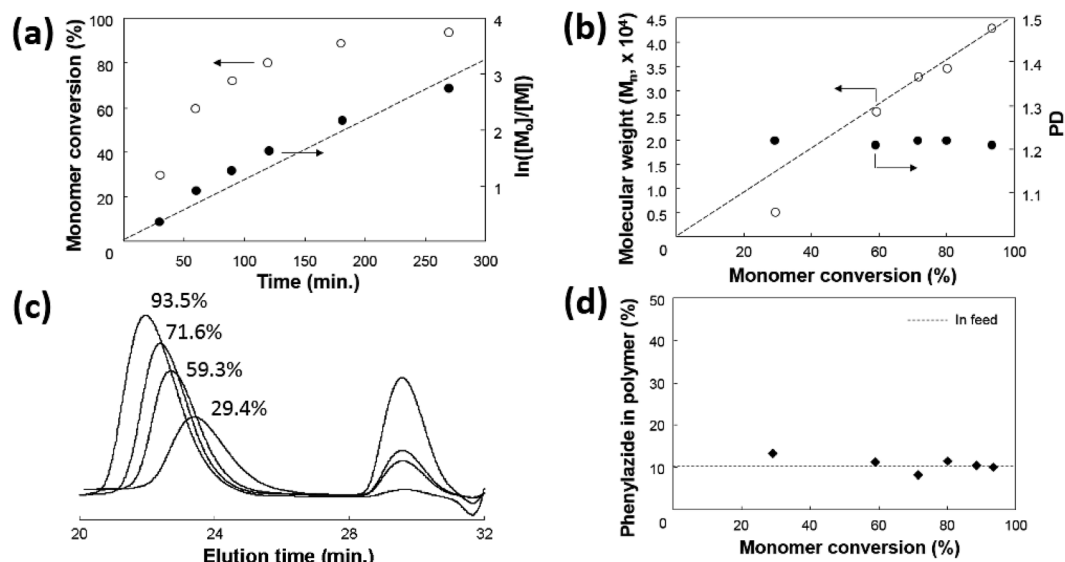 (a)
Monomer conversion (%)
100
80
60
40
20
0
4
3
2
1
ln([M₀]/[M])
50 100 150 200 250 300
Time (min.)
(b)
Molecular weight (Mn, x 10⁴)
4.5
4.0
3.5
3.0
2.5
2.0
1.5
1.0
0.5
0
1.5
1.4
1.3
1.2
1.1
PD
20 40 60 80 100
Monomer conversion (%)
(c)
93.5%
71.6%
59.3%
29.4%
20 24 28 32
Elution time (min.)
(d)
Phenylazide in polymer (%)
50
40
30
20
10
0
In feed
20 40 60 80 100
Monomer conversion (%)